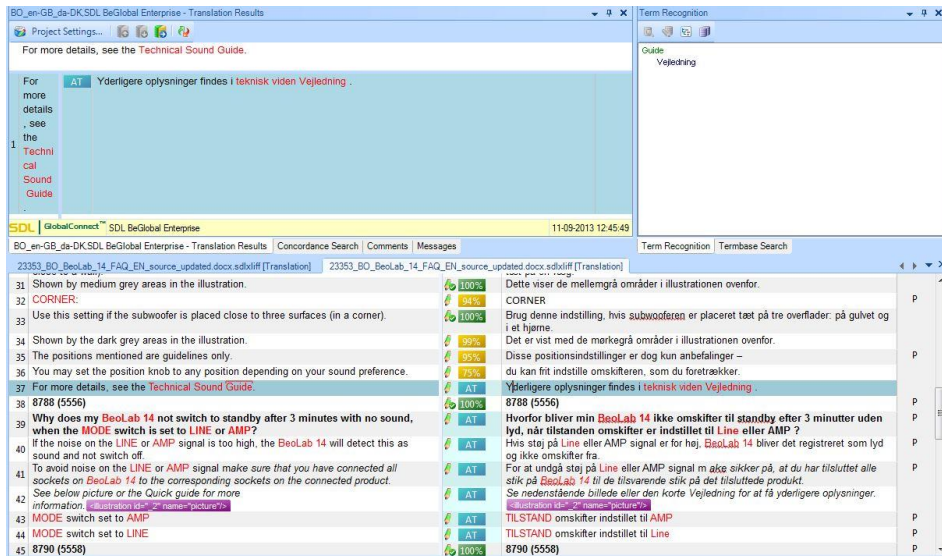 BO_en-GB_da-DK,SDL BeGlobal Enterprise - Translation Results
Project Settings...
For more details, see the Technical Sound Guide.
1
For
more
details
, see
the
Techni
cal
Sound
Guide
.
AT
Yderligere oplysninger findes i teknisk viden Vejledning .
SDL GlobalConnect™ SDL BeGlobal Enterprise 11-09-2013 12:45:49
BO_en-GB_da-DK,SDL BeGlobal Enterprise - Translation Results Concordance Search Comments Messages
Term Recognition
Guide
Vejledning
Term Recognition Termbase Search
23353_BO_BeoLab_14_FAQ_EN_source_updated.docx.sdlxliff [Translation] 23353_BO_BeoLab_14_FAQ_EN_source_updated.docx.sdlxliff [Translation]
31 Shown by medium grey areas in the illustration. 100% Dette viser de mellemgrå områder i illustrationen ovenfor.
32 CORNER: 94% CORNER P
33 Use this setting if the subwoofer is placed close to three surfaces (in a corner). 100% Brug denne indstilling, hvis subwooferen er placeret tæt på tre overflader: på gulvet og
i et hjørne.
34 Shown by the dark grey areas in the illustration. 99% Det er vist med de mørkegrå områder i illustrationen ovenfor.
35 The positions mentioned are guidelines only. 95% Disse positionsindstillinger er dog kun anbefalinger – P
36 You may set the position knob to any position depending on your sound preference. 75% du kan frit indstille omskifteren, som du foretrækker.
37 For more details, see the Technical Sound Guide. AT Yderligere oplysninger findes i teknisk viden Vejledning .
38 8788 (5556) 100% 8788 (5556) P
39 Why does my BeoLab 14 not switch to standby after 3 minutes with no sound, AT Hvorfor bliver min BeoLab 14 ikke omskifter til standby efter 3 minutter uden P
when the MODE switch is set to LINE or AMP? lyd, når tilstanden omskifter er indstillet til Line eller AMP ?
40 If the noise on the LINE or AMP signal is too high, the BeoLab 14 will detect this as AT Hvis støj på Line eller AMP signal er for høj, BeoLab 14 bliver det registreret som lyd P
sound and not switch off. og ikke omskifter fra.
41 To avoid noise on the LINE or AMP signal make sure that you have connected all AT For at undgå støj på Line eller AMP signal m ake sikker på, at du har tilsluttet alle P
sockets on BeoLab 14 to the corresponding sockets on the connected product. stik på BeoLab 14 til de tilsvarende stik på det tilsluttede produkt.
42 See below picture or the Quick guide for more AT Se nedenstående billede eller den korte Vejledning for at få yderligere oplysninger. P
information. <illustration id="_2" name="picture"/> <illustration id="_2" name="picture"/>
43 MODE switch set to AMP AT TILSTAND omskifter indstillet til AMP P
44 MODE switch set to LINE AT TILSTAND omskifter indstillet til Line P
45 8790 (5558) 100% 8790 (5558) P